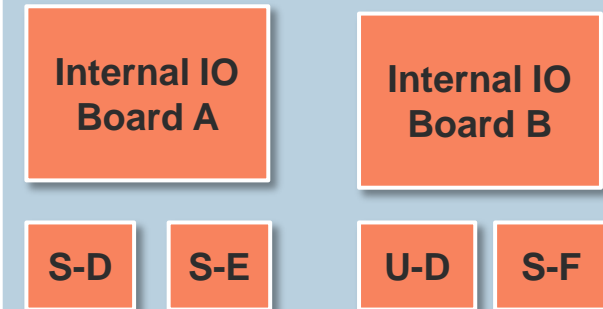 Internal IO
Board A
Internal IO
Board B
S-D
S-E
U-D
S-F